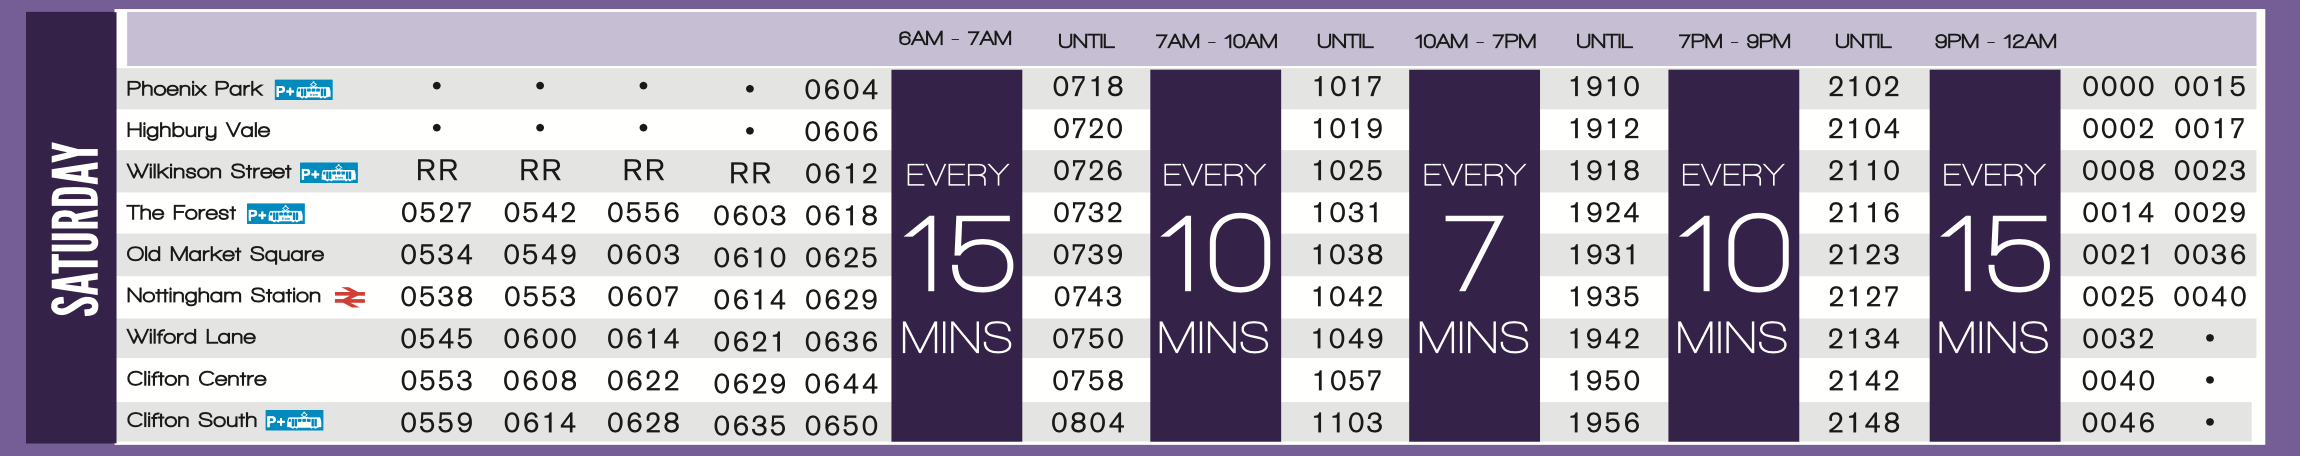 SATURDAY
6AM - 7AM UNTIL 7AM - 10AM UNTIL 10AM - 7PM UNTIL 7PM - 9PM UNTIL 9PM - 12AM
Phoenix Park P+ • • • • 0604 0718 1017 1910 2102 0000 0015
Highbury Vale • • • • 0606 0720 1019 1912 2104 0002 0017
Wilkinson Street P+ RR RR RR RR 0612 EVERY 0726 EVERY 1025 EVERY 1918 EVERY 2110 EVERY 0008 0023
The Forest P+ 0527 0542 0556 0603 0618 15 0732 10 1031 7 1924 10 2116 15 0014 0029
Old Market Square 0534 0549 0603 0610 0625 0739 1038 1931 2123 0021 0036
Nottingham Station 0538 0553 0607 0614 0629 0743 1042 1935 2127 0025 0040
Wilford Lane 0545 0600 0614 0621 0636 MINS 0750 MINS 1049 MINS 1942 MINS 2134 MINS 0032 •
Clifton Centre 0553 0608 0622 0629 0644 0758 1057 1950 2142 0040 •
Clifton South P+ 0559 0614 0628 0635 0650 0804 1103 1956 2148 0046 •